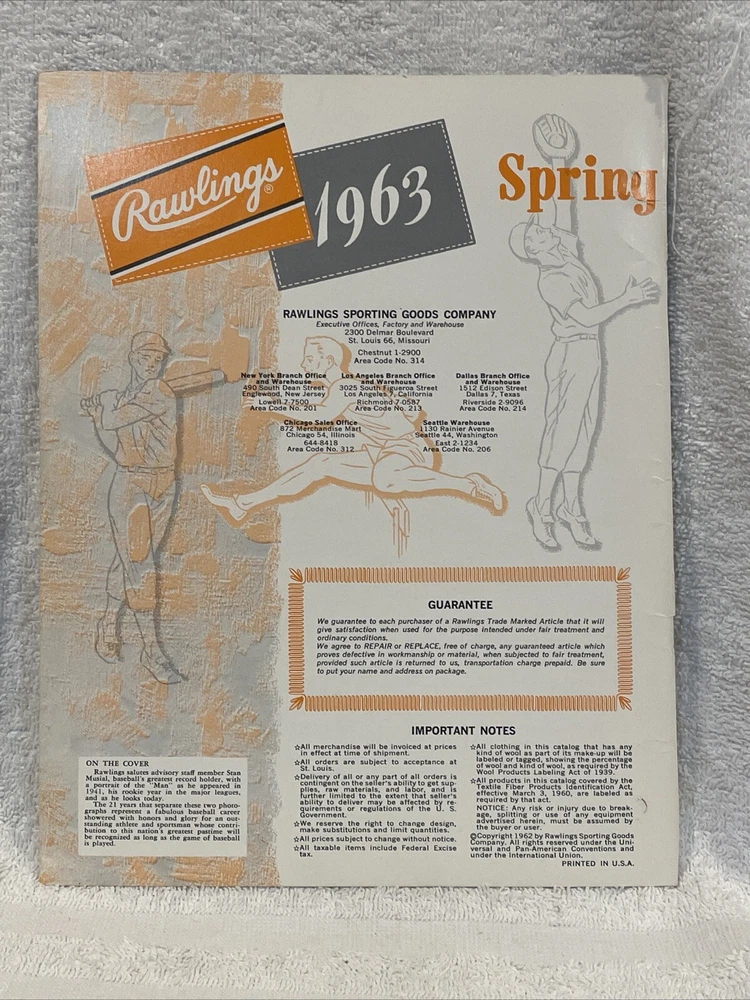 Rawlings®
1963
Spring
RAWLINGS SPORTING GOODS COMPANY
Executive Offices, Factory and Warehouse
2300 Delmar Boulevard
St. Louis 66, Missouri
Chestnut 1-2900
Area Code No. 314
New York Branch Office
and Warehouse
490 South Dean Street
Englewood, New Jersey
Lowell 7-7500
Area Code No. 201
Los Angeles Branch Office
and Warehouse
3025 South Figueroa Street
Los Angeles 7, California
Richmond 7-0587
Area Code No. 213
Dallas Branch Office
and Warehouse
1512 Edison Street
Dallas 7, Texas
Riverside 2-9096
Area Code No. 214
Chicago Sales Office
872 Merchandise Mart
Chicago 54, Illinois
644-8418
Area Code No. 312
Seattle Warehouse
1130 Rainier Avenue
Seattle 44, Washington
East 2-1234
Area Code No. 206
GUARANTEE
We guarantee to each purchaser of a Rawlings Trade Marked Article that it will
give satisfaction when used for the purpose intended under fair treatment and
ordinary conditions.
We agree to REPAIR or REPLACE, free of charge, any guaranteed article which
proves defective in workmanship or material, when subjected to fair treatment,
provided such article is returned to us, transportation charge prepaid. Be sure
to put your name and address on package.
IMPORTANT NOTES
☆All merchandise will be invoiced at prices
in effect at time of shipment.
☆All orders are subject to acceptance at
St. Louis.
☆Delivery of all or any part of all orders is
contingent on the seller's ability to get sup-
plies, raw materials, and labor, and is
further limited to the extent that seller's
ability to deliver may be affected by re-
quirements or regulations of the U. S.
Government.
☆We reserve the right to change design,
make substitutions and limit quantities.
☆All prices subject to change without notice.
☆All taxable items include Federal Excise
tax.
☆All clothing in this catalog that has any
kind of wool as part of its make-up will be
labeled or tagged, showing the percentage
of wool and kind of wool, as required by the
Wool Products Labeling Act of 1939.
☆All products in this catalog covered by the
Textile Fiber Products Identification Act,
effective March 3, 1960, are labeled as
required by that act.
NOTICE: Any risk or injury due to break-
age, splitting or use of any equipment
advertised herein, must be assumed by
the buyer or user.
©Copyright 1962 by Rawlings Sporting Goods
Company. All rights reserved under the Uni-
versal and Pan-American Conventions and
under the International Union.
PRINTED IN U.S.A.
ON THE COVER
Rawlings salutes advisory staff member Stan
Musial, baseball's greatest record holder, with
a portrait of the "Man" as he appeared in
1941, his rookie year in the major leagues,
and as he looks today.
The 21 years that separate these two photo-
graphs represent a fabulous baseball career
showered with honors and glory for an out-
standing athlete and sportsman whose contri-
bution to this nation's greatest pastime will
be recognized as long as the game of baseball
is played.